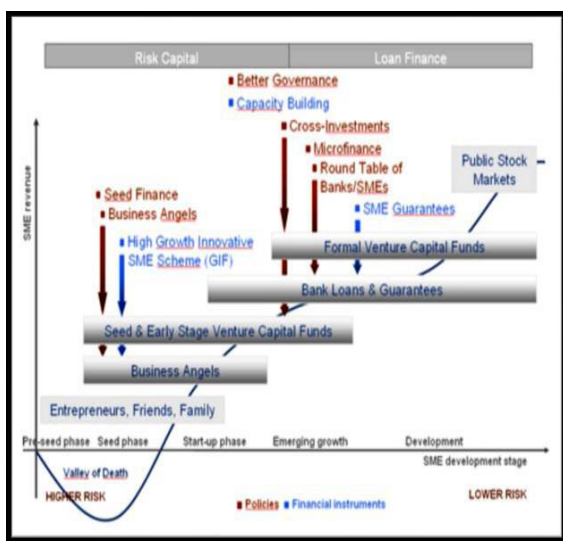 Risk Capital
Loan Finance
Better Governance
Capacity Building
Cross-Investments
Microfinance
Round Table of
Banks/SMEs
Public Stock
Markets
Seed Finance
Business Angels
SME Guarantees
High Growth Innovative
SME Scheme (GIF)
SME revenue
Formal Venture Capital Funds
Bank Loans & Guarantees
Seed & Early Stage Venture Capital Funds
Business Angels
Entrepreneurs, Friends, Family
Pre-seed phase
Seed phase
Start-up phase
Emerging growth
Development
SME development stage
Valley of Death
HIGHER RISK
LOWER RISK
Policies
Financial instruments